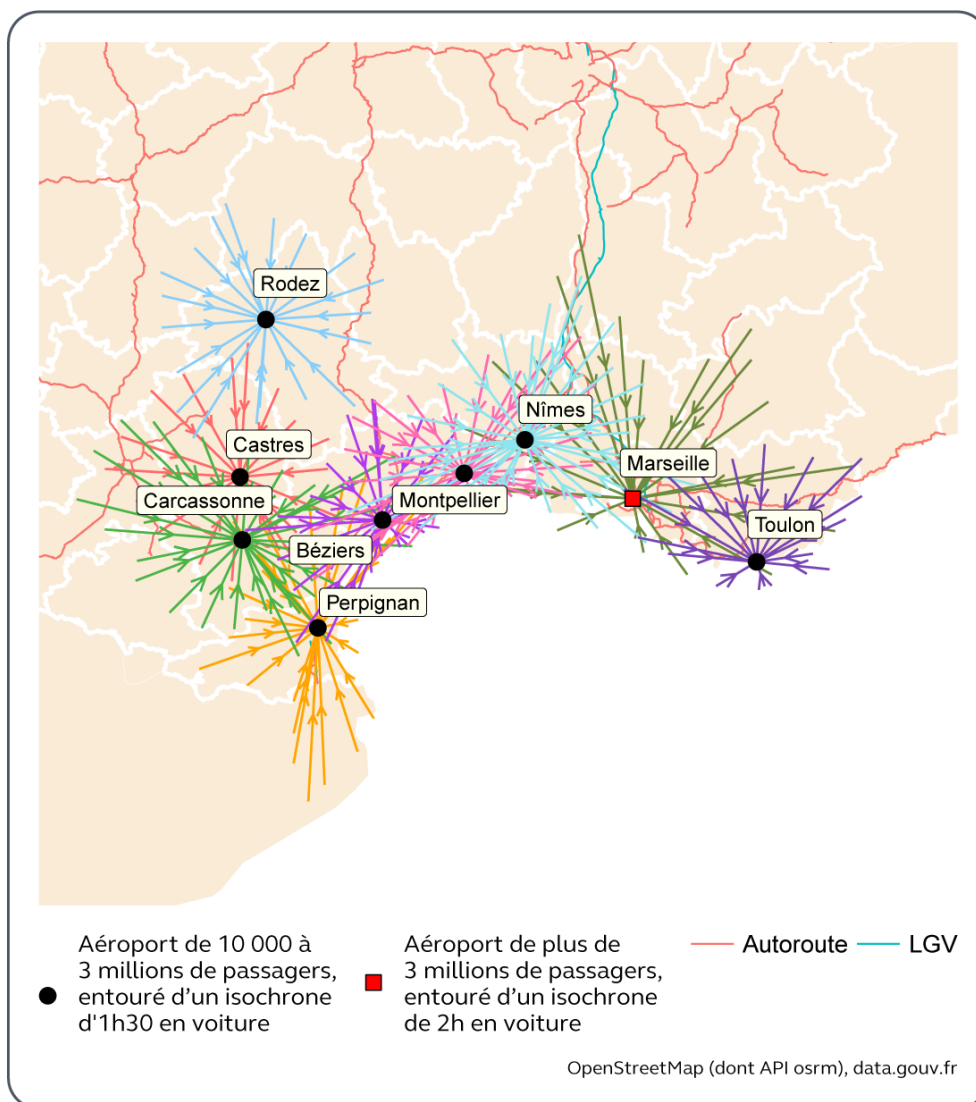 Rodez
Nîmes
Castres
Marseille
Carcassonne
Montpellier
Toulon
Béziers
Perpignan
Aéroport de 10 000 à
3 millions de passagers,
entouré d’un isochrone
d'1h30 en voiture
Aéroport de plus de
3 millions de passagers,
entouré d’un isochrone
de 2h en voiture
Autoroute
LGV
OpenStreetMap (dont API osrm), data.gouv.fr